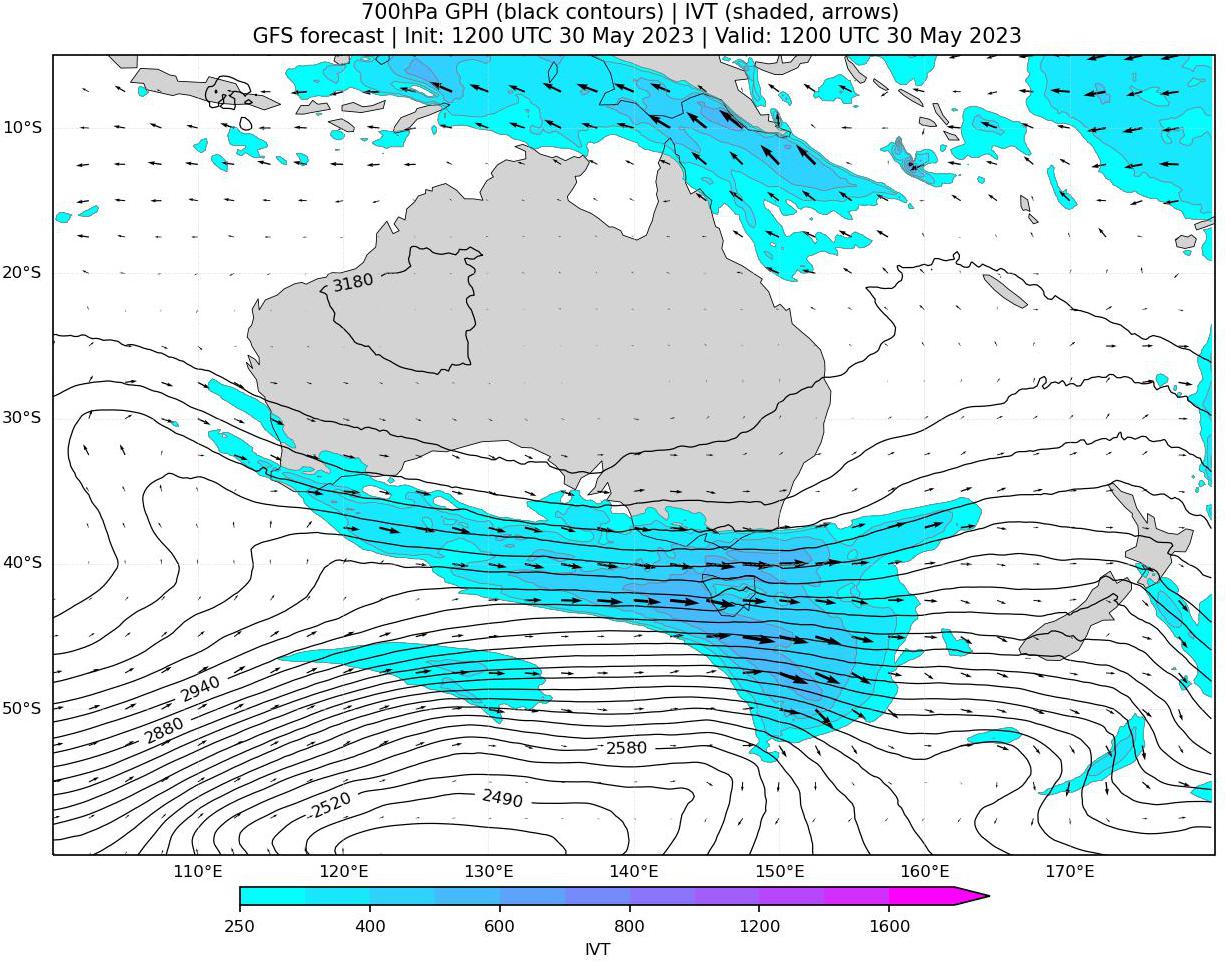 700hPa GPH (black contours) | IVT (shaded, arrows)
GFS forecast | Init: 1200 UTC 30 May 2023 | Valid: 1200 UTC 30 May 2023
10°S
20°S
3180
30°S
40°S
2940
50°S
2880
2580
2520
2490
110°E 120°E 130°E 140°E 150°E 160°E 170°E
250 400 600 800 1200 1600
IVT